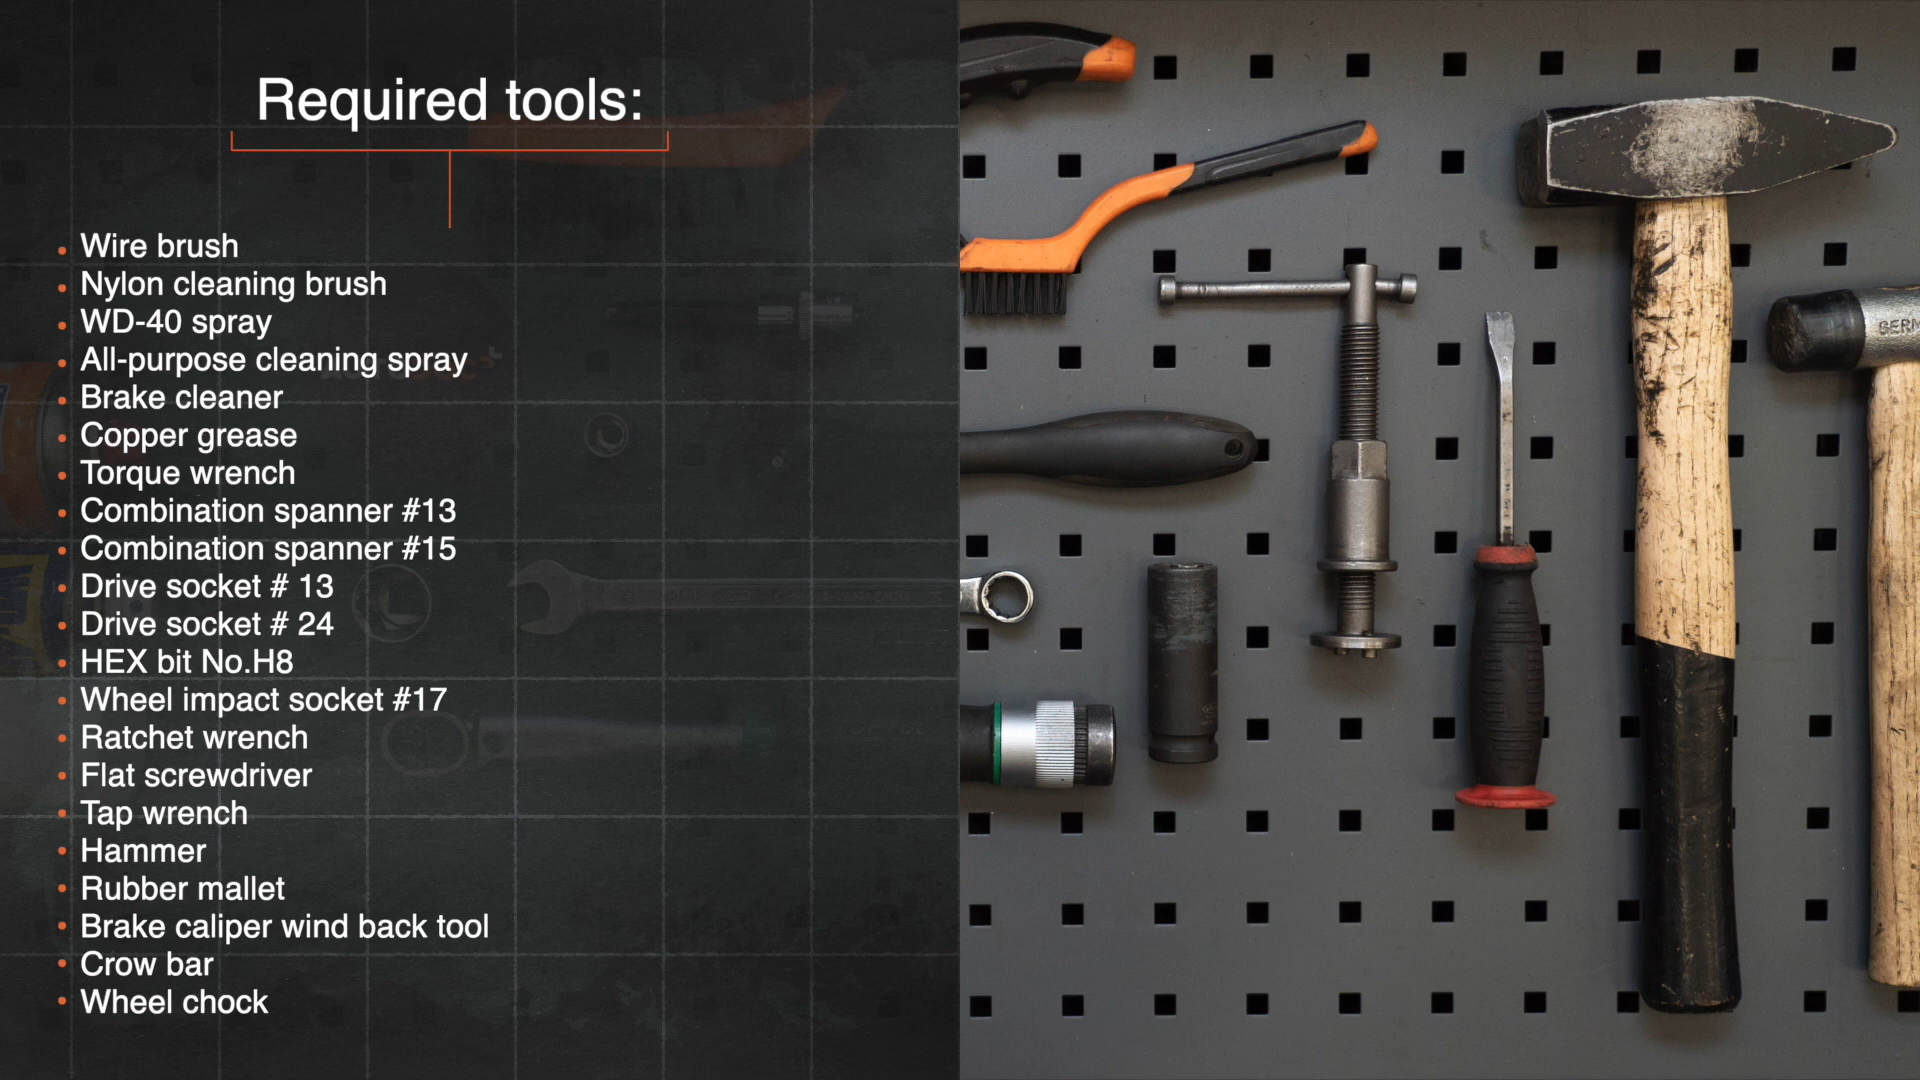 Required tools:
Wire brush
Nylon cleaning brush
WD-40 spray
All-purpose cleaning spray
Brake cleaner
Copper grease
Torque wrench
Combination spanner #13
Combination spanner #15
Drive socket # 13
Drive socket # 24
HEX bit No.H8
Wheel impact socket #17
Ratchet wrench
Flat screwdriver
Tap wrench
Hammer
Rubber mallet
Brake caliper wind back tool
Crow bar
Wheel chock